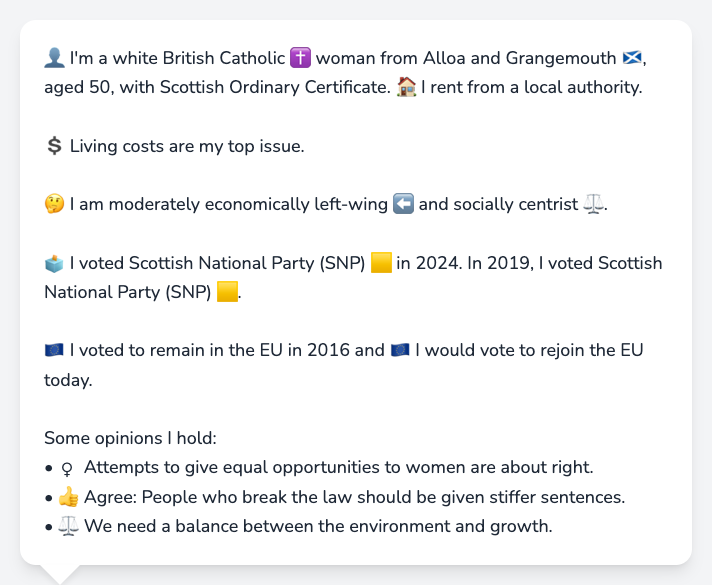 👤 I'm a white British Catholic ✝️ woman from Alloa and Grangemouth 🏴󠁧󠁢󠁳󠁣󠁴󠁿,
aged 50, with Scottish Ordinary Certificate. 🏠 I rent from a local authority.
💲 Living costs are my top issue.
🤔 I am moderately economically left-wing ⬅️ and socially centrist ⚖️.
🗳️ I voted Scottish National Party (SNP) 🟨 in 2024. In 2019, I voted Scottish
National Party (SNP) 🟨.
🇪🇺 I voted to remain in the EU in 2016 and 🇪🇺 I would vote to rejoin the EU
today.
Some opinions I hold:
• ♀ Attempts to give equal opportunities to women are about right.
• 👍 Agree: People who break the law should be given stiffer sentences.
• ⚖️ We need a balance between the environment and growth.